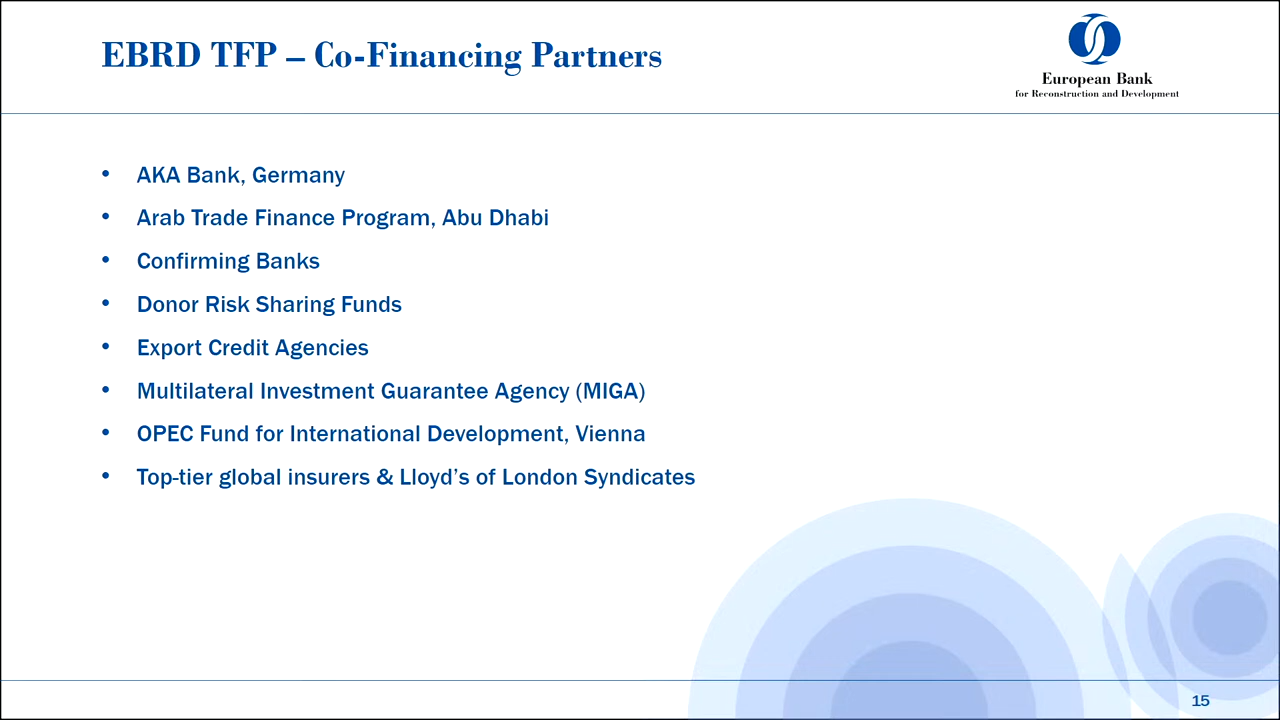 EBRD TFP – Co-Financing Partners
European Bank
for Reconstruction and Development
• AKA Bank, Germany
• Arab Trade Finance Program, Abu Dhabi
• Confirming Banks
• Donor Risk Sharing Funds
• Export Credit Agencies
• Multilateral Investment Guarantee Agency (MIGA)
• OPEC Fund for International Development, Vienna
• Top-tier global insurers & Lloyd’s of London Syndicates
15